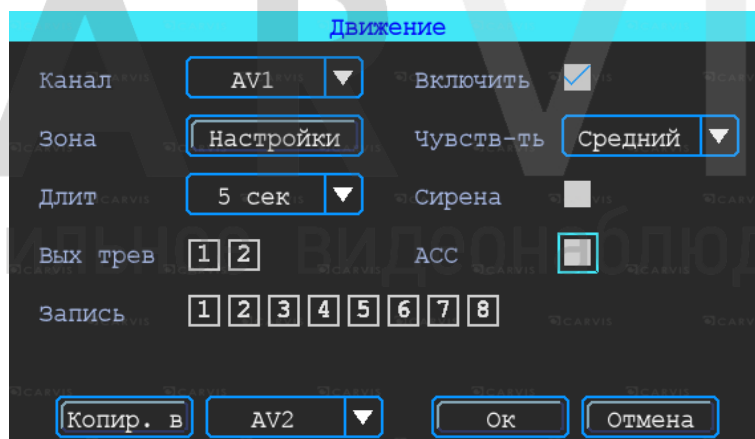 Движение
Канал AV1 Включить
Зона Настройки Чувств-ть Средний
Длит 5 сек Сирена
Вых трев 1 2 ACC
Запись 1 2 3 4 5 6 7 8
Копир. в AV2 Ок Отмена